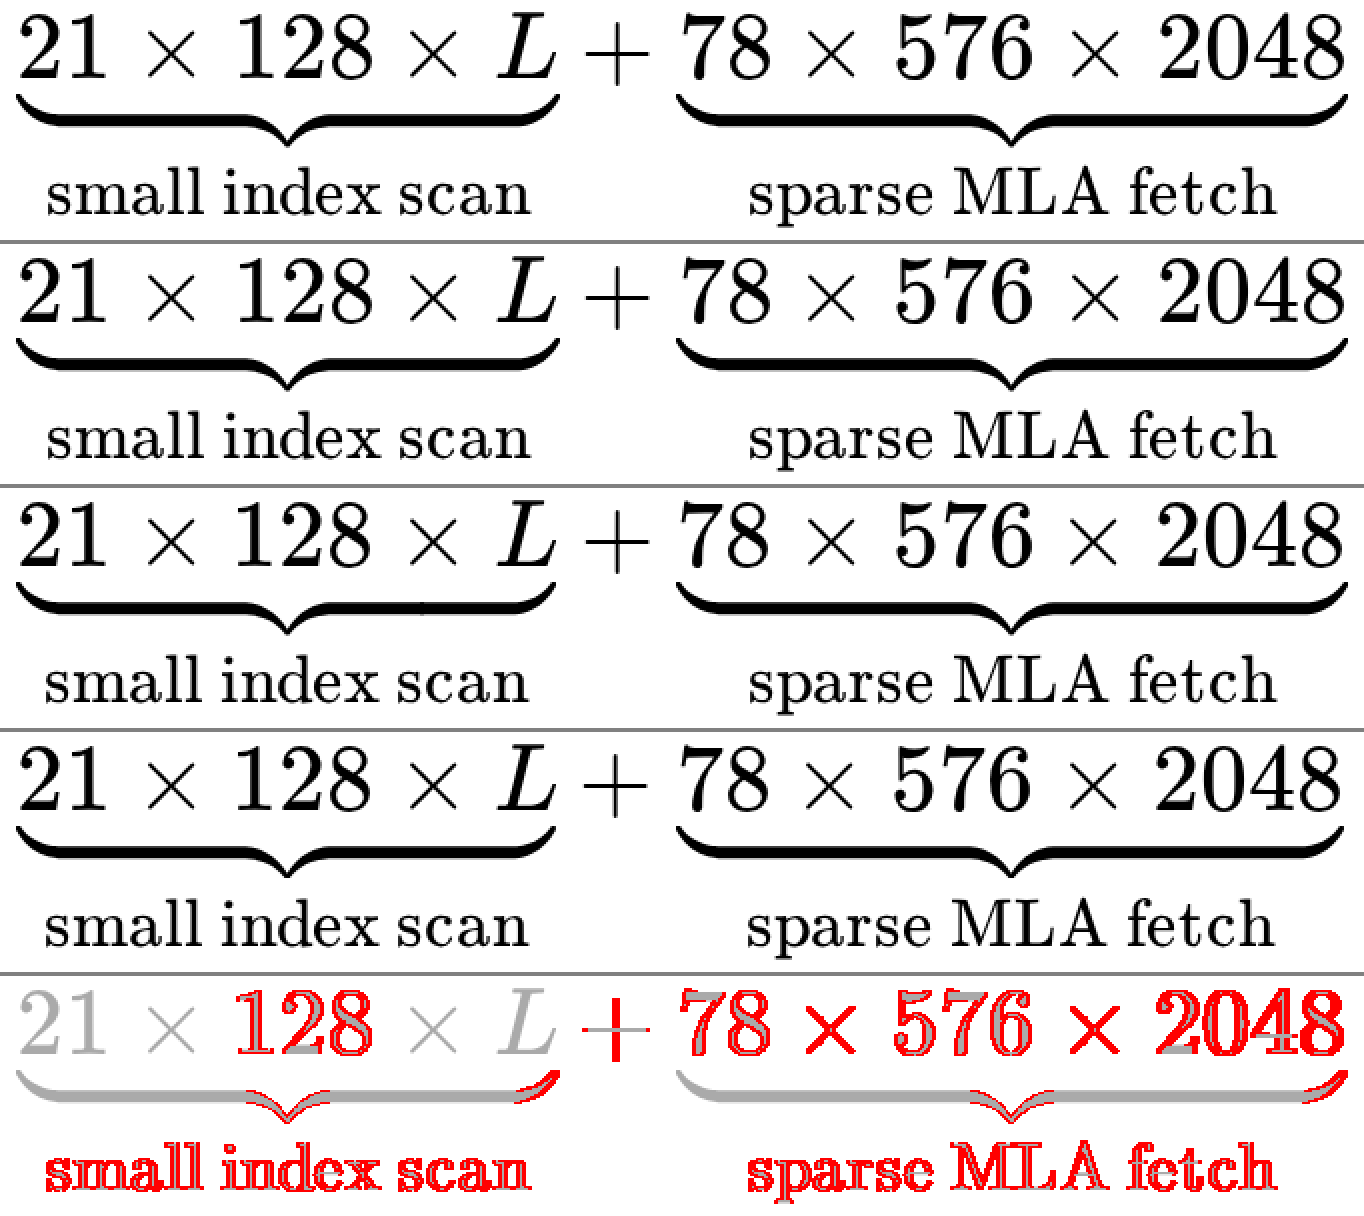 21 × 128 × L + 78 × 576 × 2048
small index scan sparse MLA fetch
21 × 128 × L + 78 × 576 × 2048
small index scan sparse MLA fetch
21 × 128 × L + 78 × 576 × 2048
small index scan sparse MLA fetch
21 × 128 × L + 78 × 576 × 2048
small index scan sparse MLA fetch
21 × 128 × L + 78 × 576 × 2048
small index scan sparse MLA fetch